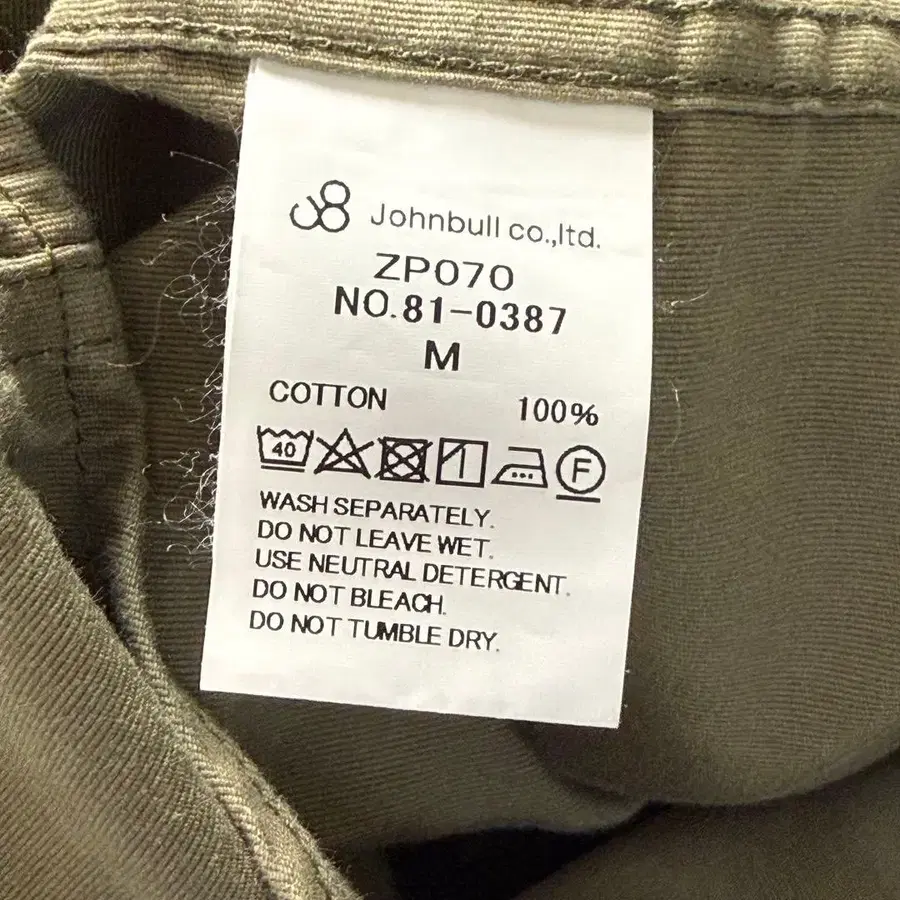 Johnbull co.,ltd.
ZP070
NO.81-0387
M
COTTON 100%
40 F
WASH SEPARATELY.
DO NOT LEAVE WET.
USE NEUTRAL DETERGENT.
DO NOT BLEACH.
DO NOT TUMBLE DRY.